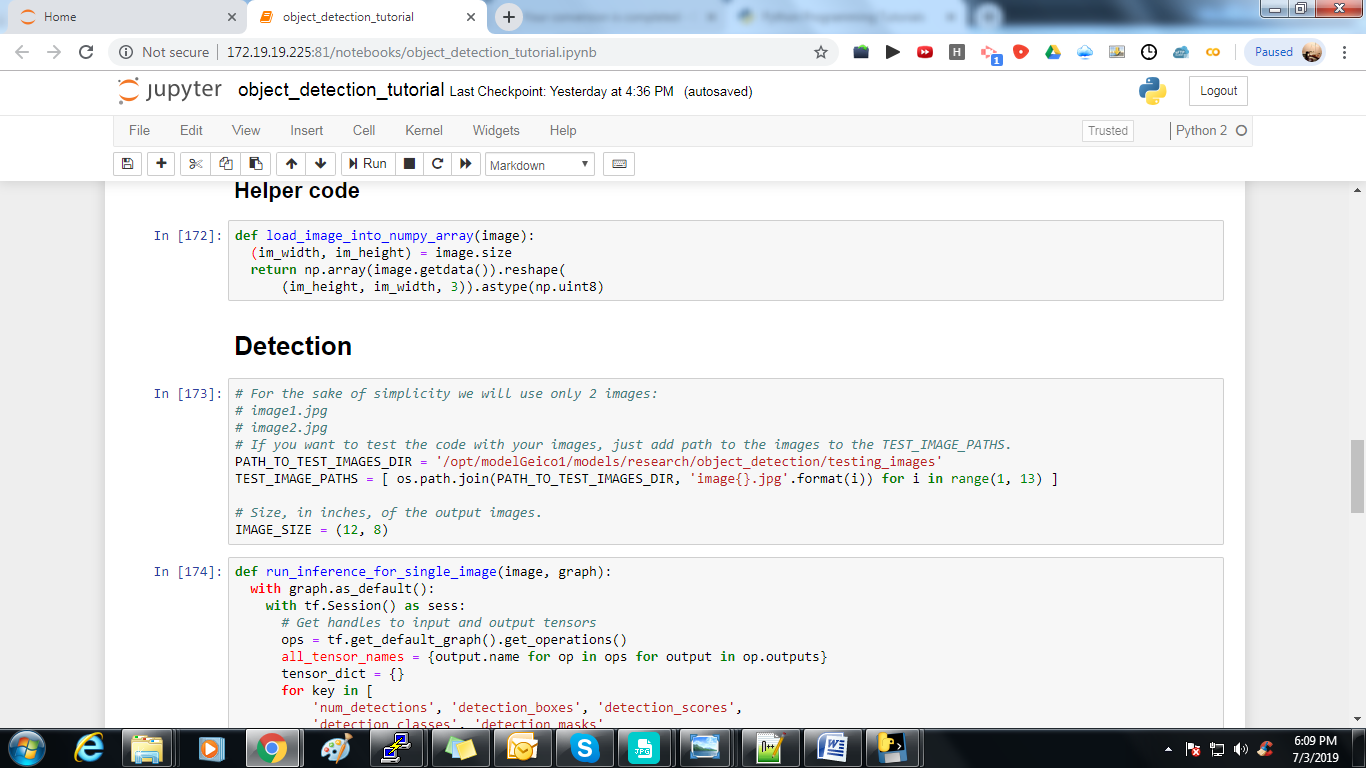 Home
object_detection_tutorial
Not secure | 172.19.19.225:81/notebooks/object_detection_tutorial.ipynb
H
1
Paused
jupyter object_detection_tutorial Last Checkpoint: Yesterday at 4:36 PM (autosaved)
Logout
File Edit View Insert Cell Kernel Widgets Help
Trusted
Python 2
Run
Markdown
Helper code
In [172]: def load_image_into_numpy_array(image):
(im_width, im_height) = image.size
return np.array(image.getdata()).reshape(
(im_height, im_width, 3)).astype(np.uint8)
Detection
In [173]: # For the sake of simplicity we will use only 2 images:
# image1.jpg
# image2.jpg
# If you want to test the code with your images, just add path to the images to the TEST_IMAGE_PATHS.
PATH_TO_TEST_IMAGES_DIR = '/opt/modelGeico1/models/research/object_detection/testing_images'
TEST_IMAGE_PATHS = [ os.path.join(PATH_TO_TEST_IMAGES_DIR, 'image{}.jpg'.format(i)) for i in range(1, 13) ]
# Size, in inches, of the output images.
IMAGE_SIZE = (12, 8)
In [174]: def run_inference_for_single_image(image, graph):
with graph.as_default():
with tf.Session() as sess:
# Get handles to input and output tensors
ops = tf.get_default_graph().get_operations()
all_tensor_names = {output.name for op in ops for output in op.outputs}
tensor_dict = {}
for key in [
'num_detections', 'detection_boxes', 'detection_scores',
'detection_classes', 'detection_masks'
JPG
6:09 PM
7/3/2019